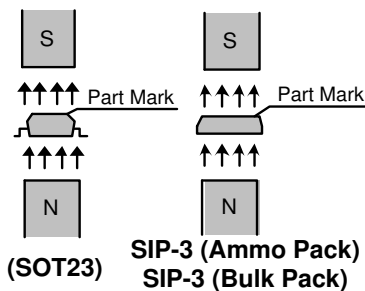 S
Part Mark
N
(SOT23)
S
Part Mark
N
SIP-3 (Ammo Pack)
SIP-3 (Bulk Pack)